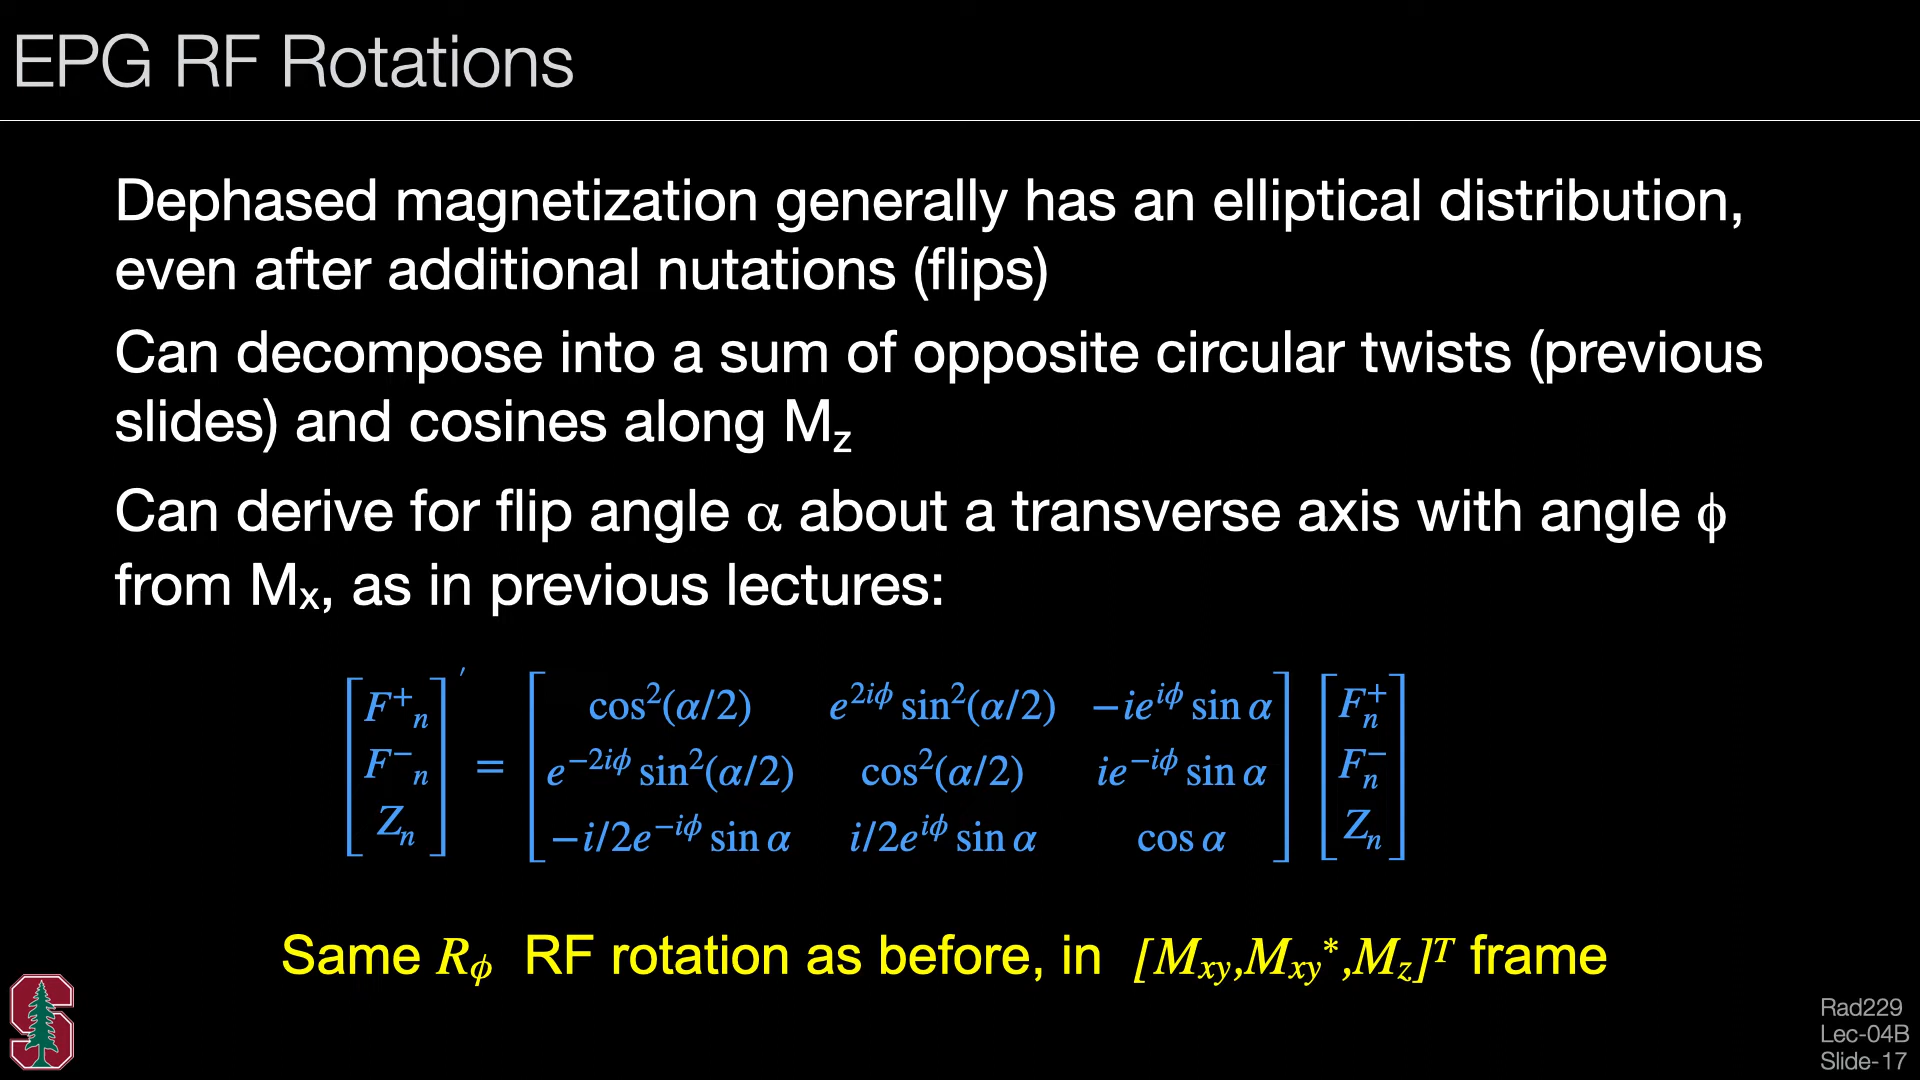 EPG RF Rotations
Dephased magnetization generally has an elliptical distribution,
even after additional nutations (flips)
Can decompose into a sum of opposite circular twists (previous
slides) and cosines along M_z
Can derive for flip angle α about a transverse axis with angle ϕ
from Mₓ, as in previous lectures:
[F⁺_n F⁻_n Z_n]′ = [cos²(α/2) e^{2iϕ} sin²(α/2) −ie^{iϕ} sin α; e^{−2iϕ} sin²(α/2) cos²(α/2) ie^{−iϕ} sin α; −i/2e^{−iϕ} sin α i/2e^{iϕ} sin α cos α] [F_n^+ F_n^− Z_n]
Same R_ϕ RF rotation as before, in [M_xy,M_xy*,M_z]^T frame
Rad229
Lec-04B
Slide-17